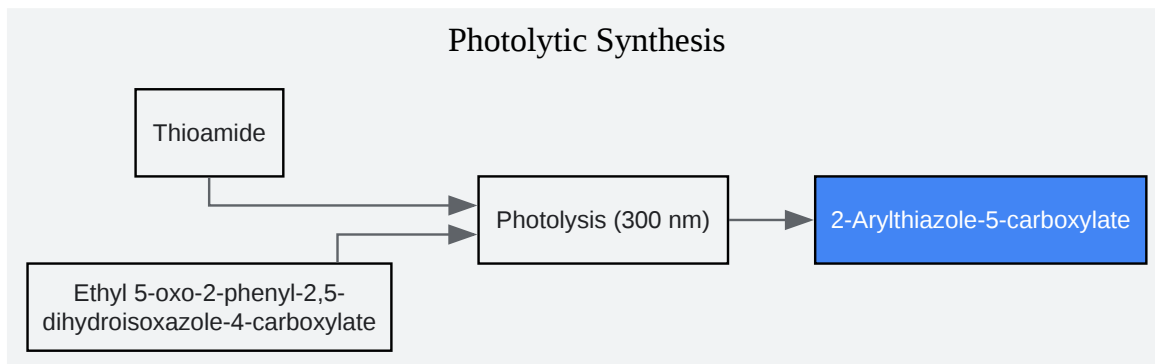 Photolytic Synthesis
Thioamide
Photolysis (300 nm)
2-Arylthiazole-5-carboxylate
Ethyl 5-oxo-2-phenyl-2,5-
dihydroisoxazole-4-carboxylate